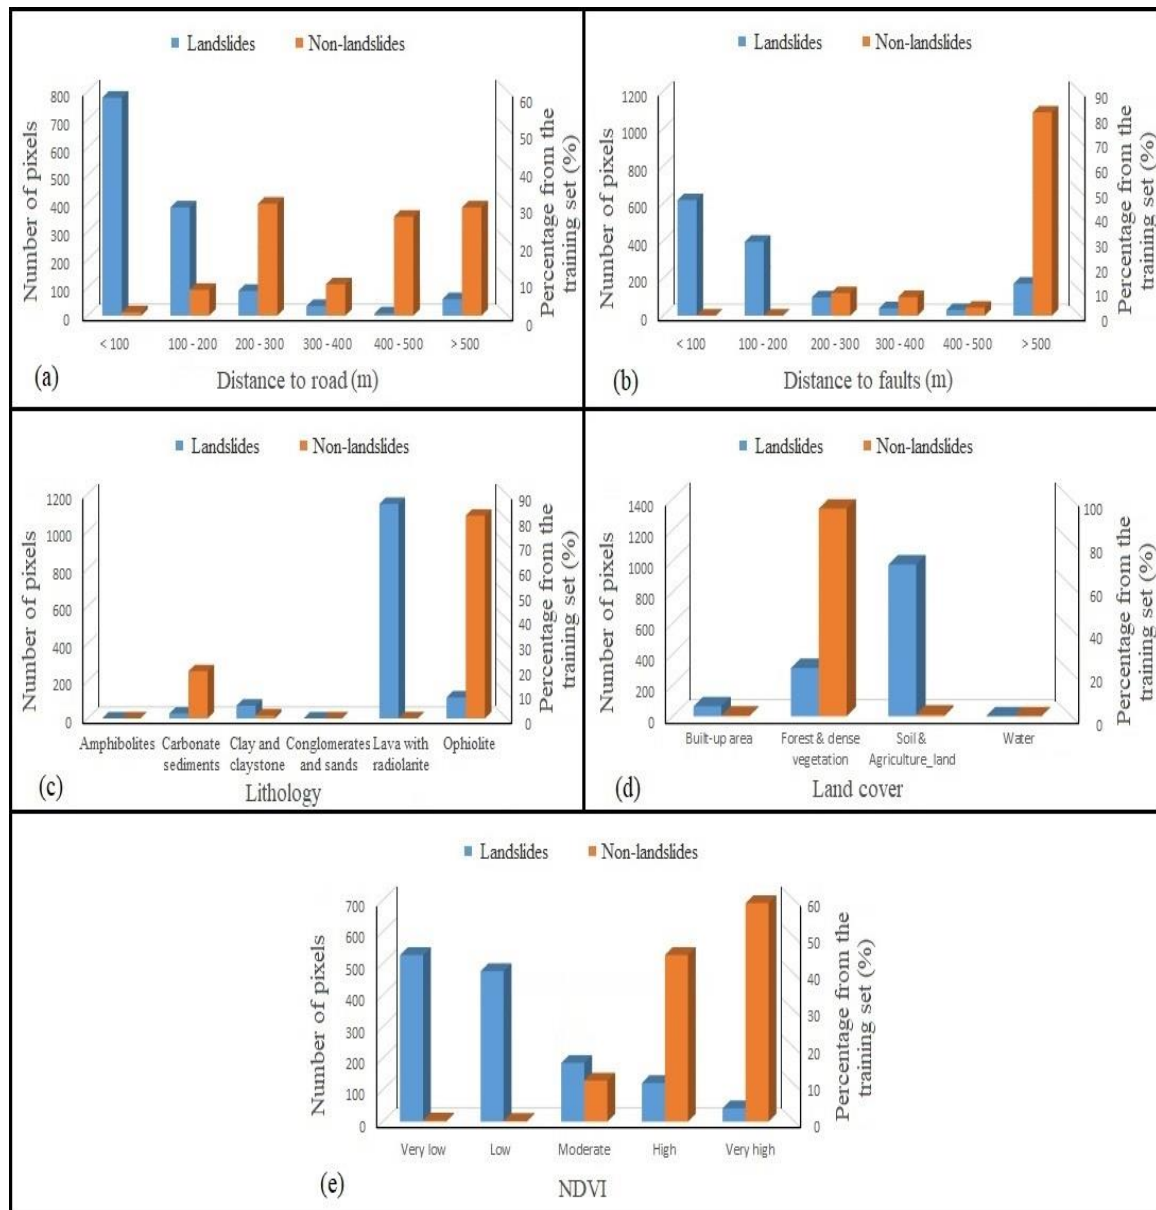 Landslides Non-landslides
Number of pixels
800
700
600
500
400
300
200
100
0
60
50
40
30
20
10
0
Percentage from the
training set (%)
< 100 100 - 200 200 - 300 300 - 400 400 - 500 > 500
(a)
Distance to road (m)
Landslides Non-landslides
Number of pixels
1200
1000
800
600
400
200
0
90
80
70
60
50
40
30
20
10
0
Percentage from the
training set (%)
< 100 100 - 200 200 - 300 300 - 400 400 - 500 > 500
(b)
Distance to faults (m)
Landslides Non-landslides
Number of pixels
1200
1000
800
600
400
200
0
90
80
70
60
50
40
30
20
10
0
Percentage from the
training set (%)
Amphibolites Carbonate Clay and Conglomerates Lava with Ophiolite
sediments claystone and sands radiolarite
(c)
Lithology
Landslides Non-landslides
Number of pixels
1400
1200
1000
800
600
400
200
0
100
80
60
40
20
0
Percentage from the
training set (%)
Built-up area Forest & dense Soil & Water
vegetation Agriculture_land
(d)
Land cover
Landslides Non-landslides
Number of pixels
700
600
500
400
300
200
100
0
60
50
40
30
20
10
0
Percentage from the
training set (%)
Very low Low Moderate High Very high
(e)
NDVI